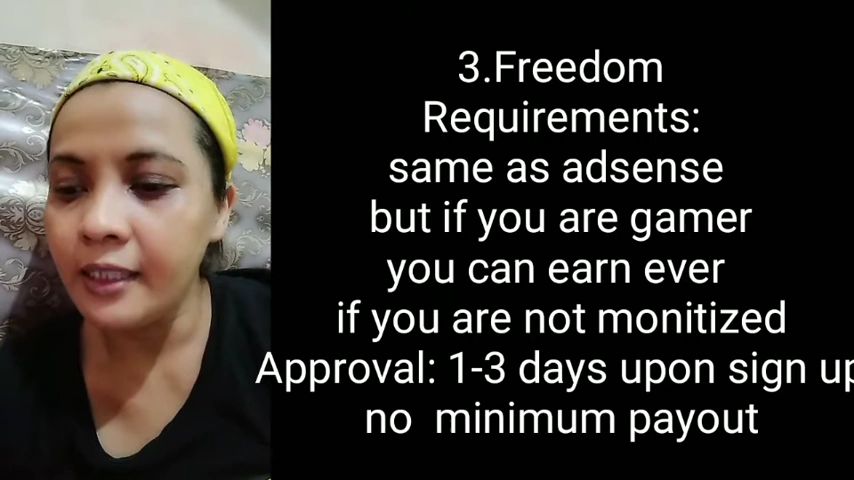 3.Freedom
Requirements:
same as adsense
but if you are gamer
you can earn ever
if you are not monitized
Approval: 1-3 days upon sign up
no minimum payout